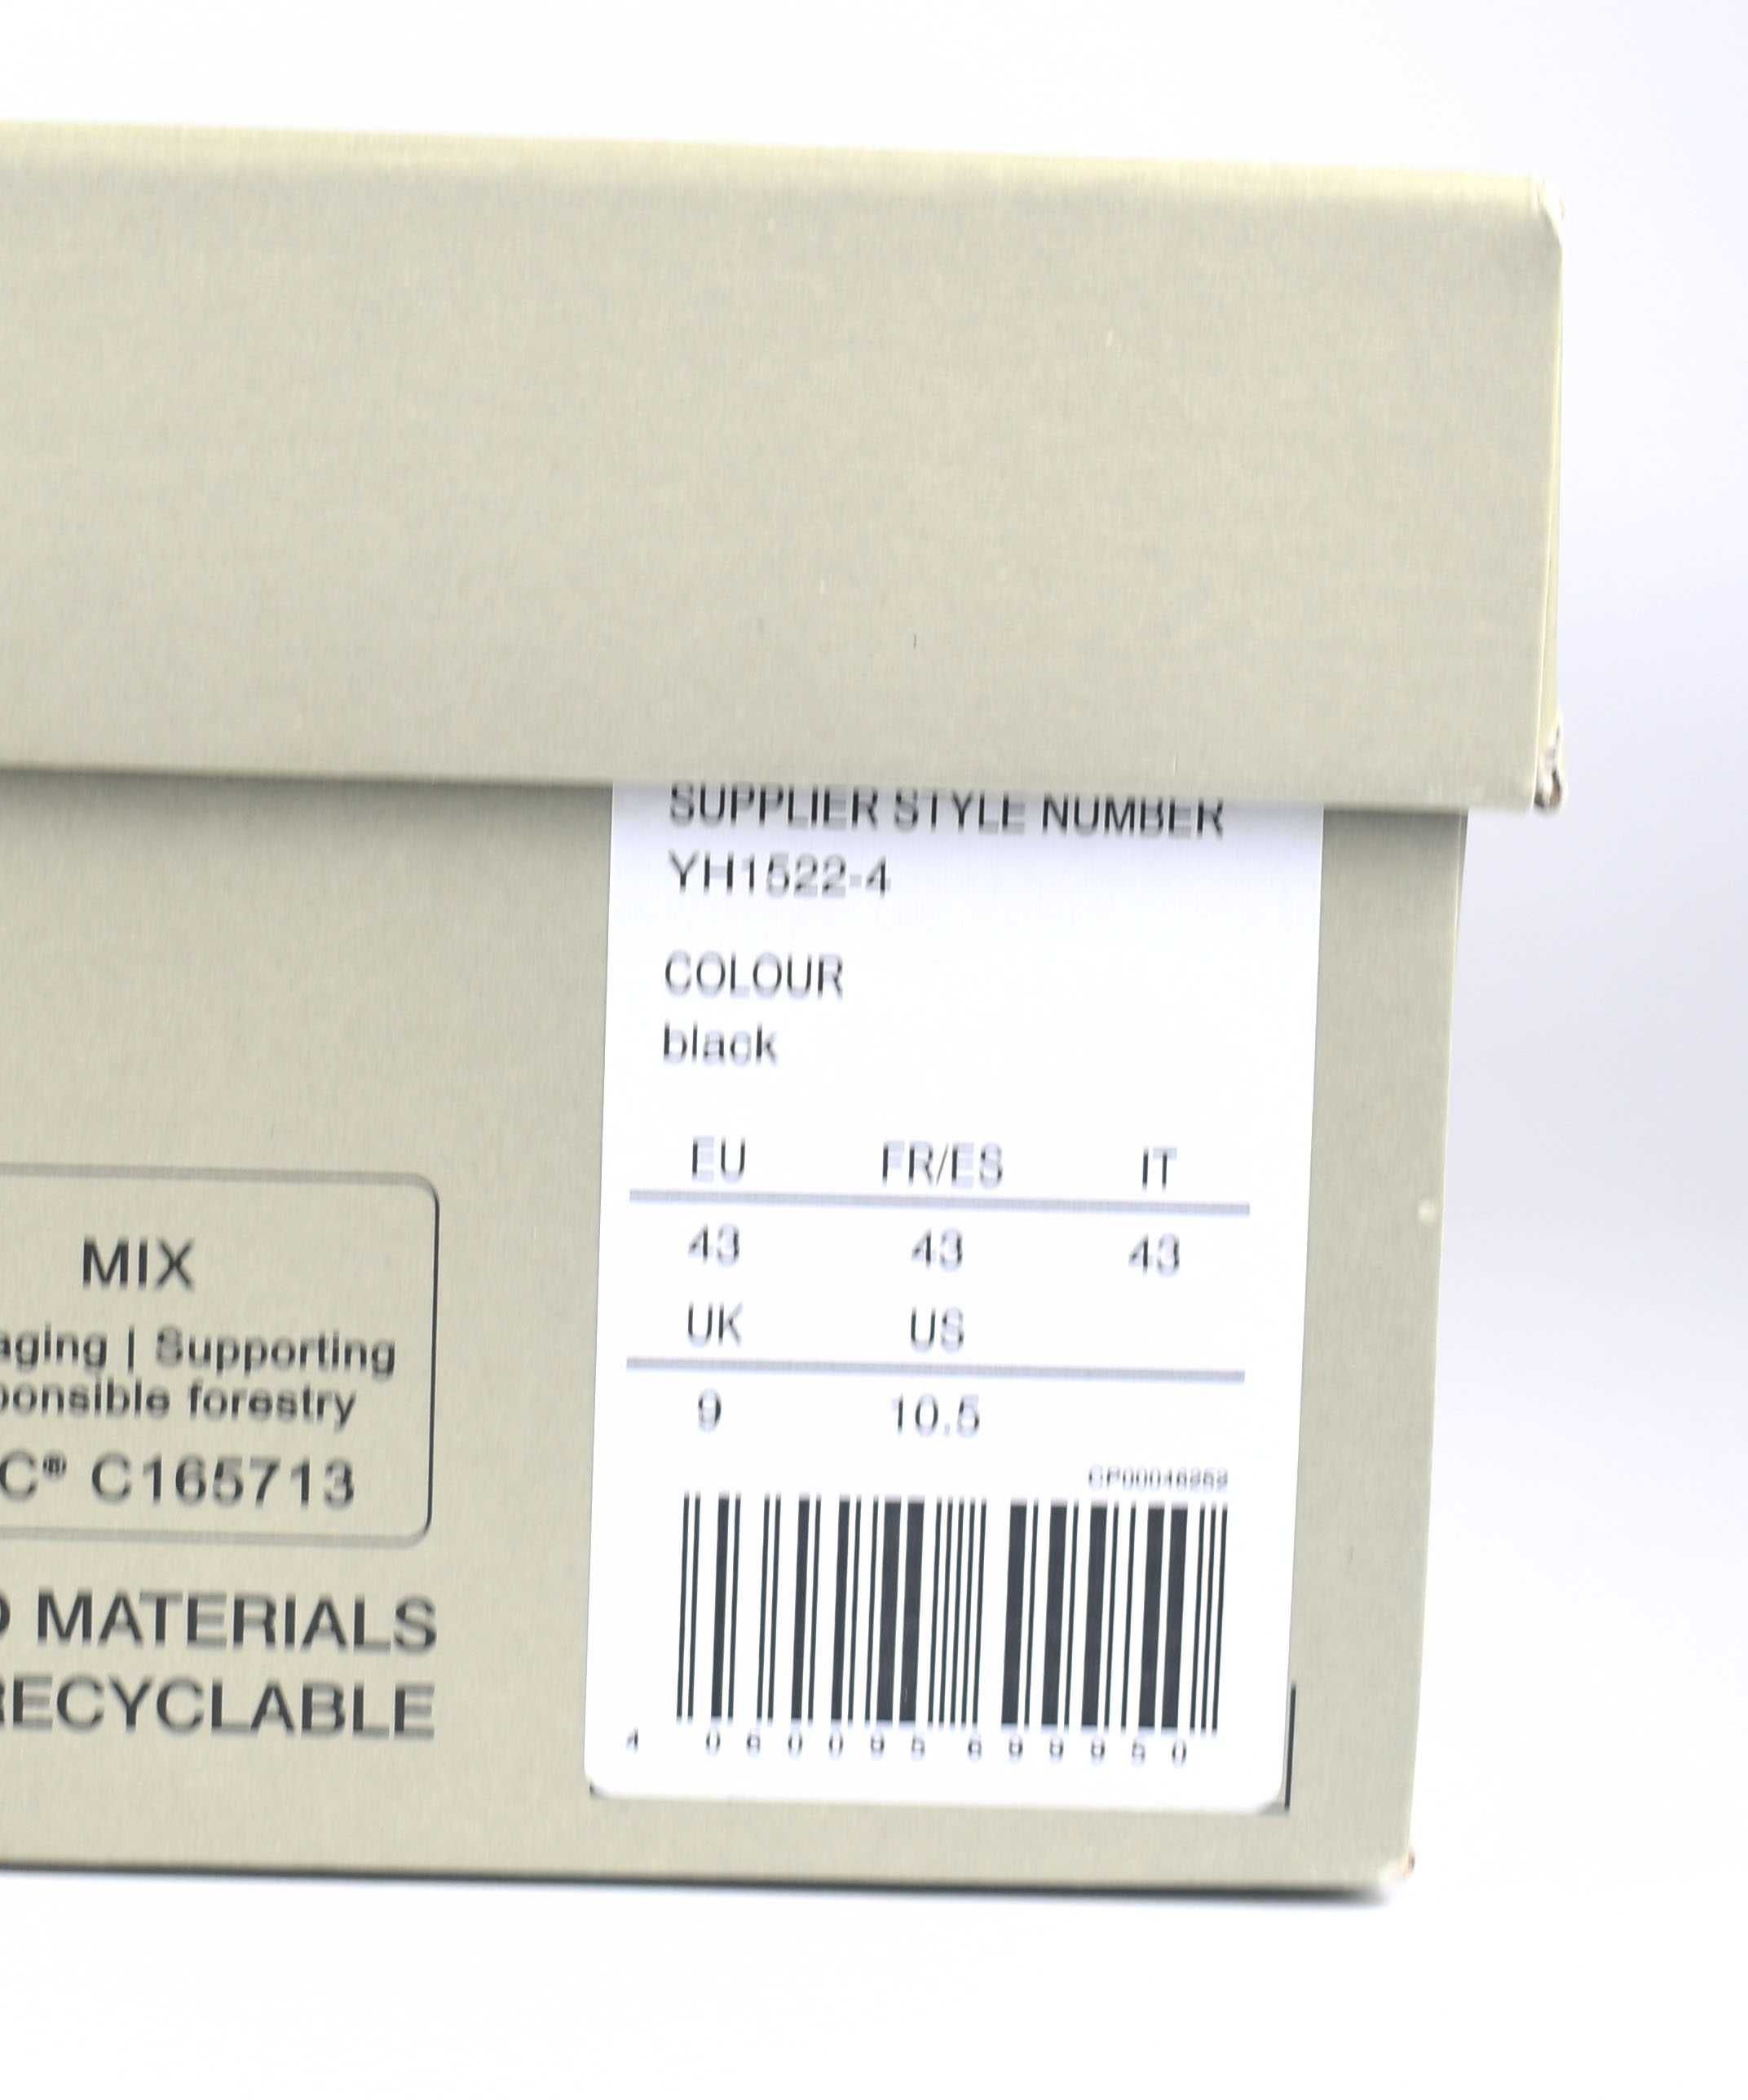 SUPPLIER STYLE NUMBER
YH1522-4
COLOUR
black
EU FR/ES IT
43 43 43
UK US
9 10.5
CP00046252
4 060095 699950
MIX
aging | Supporting
ponsible forestry
C® C165713
MATERIALS
RECYCLABLE